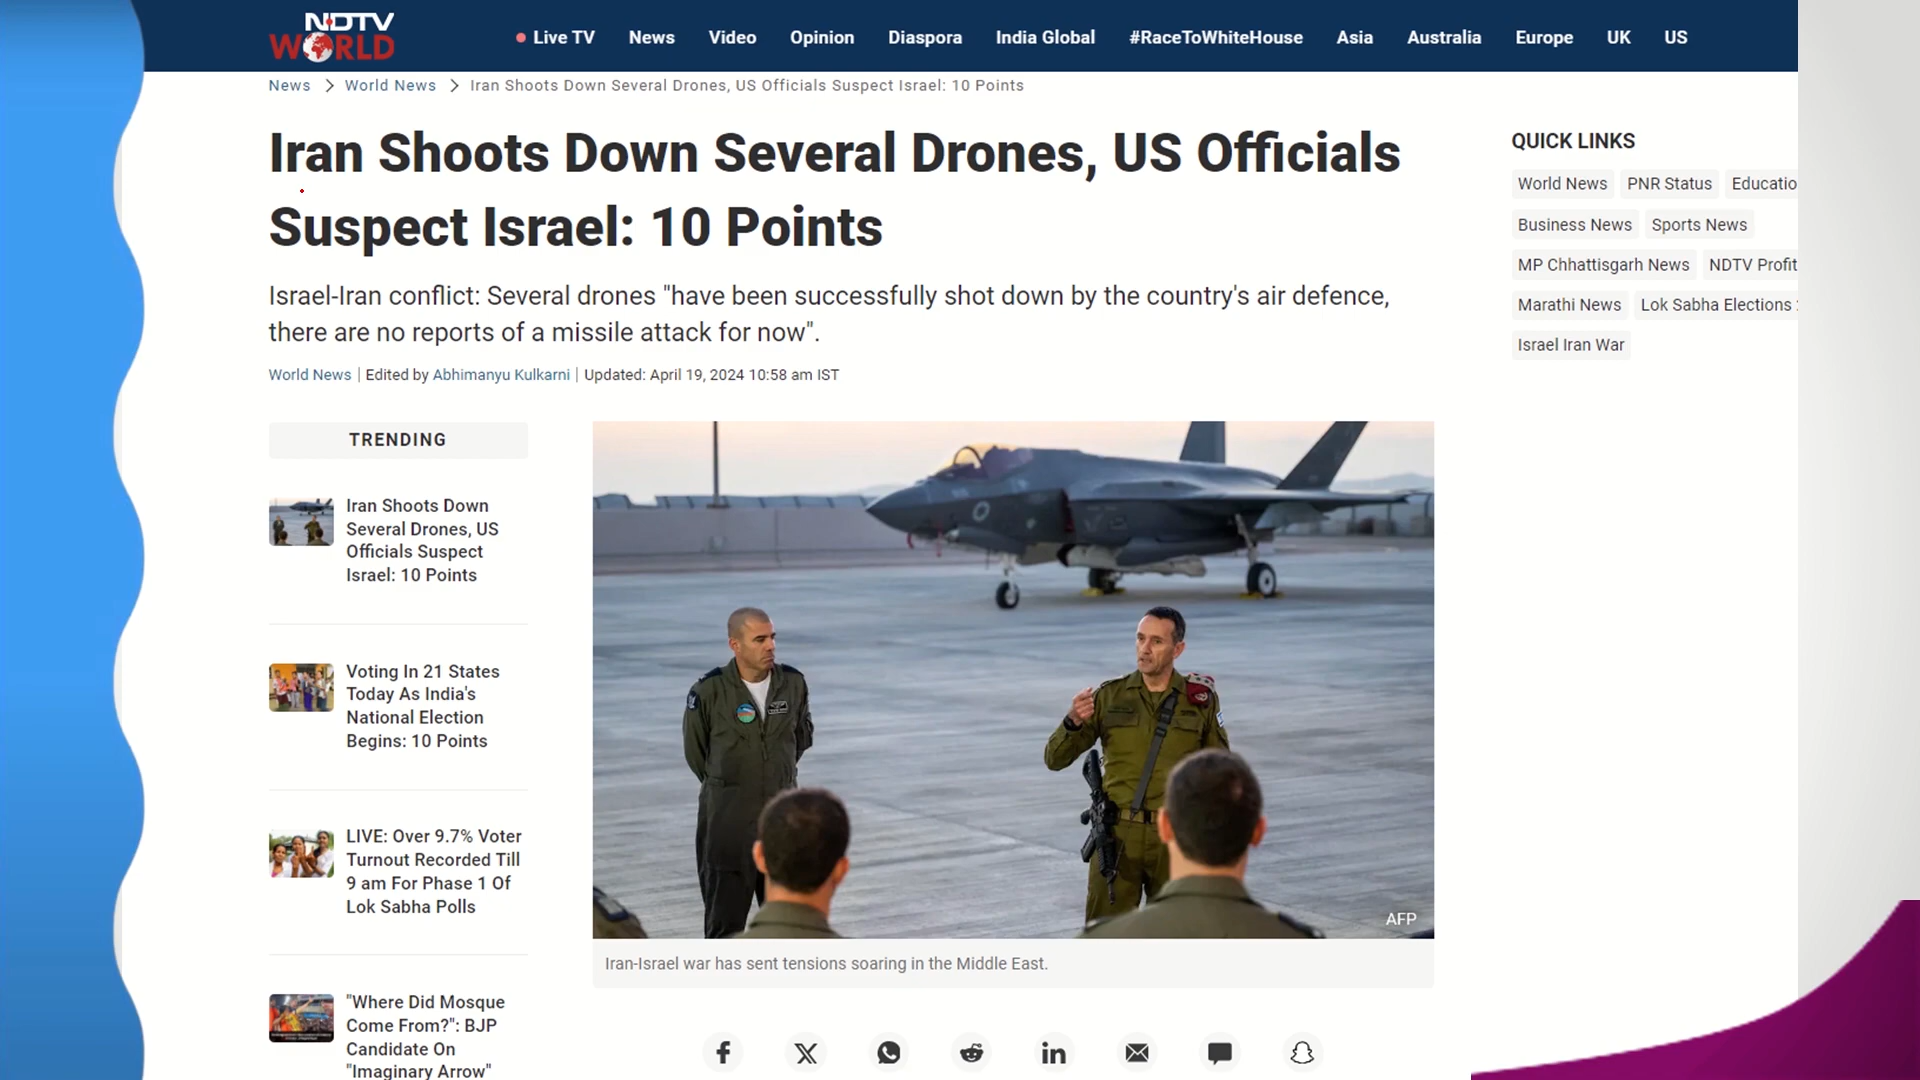 NDTV
WORLD
Live TV News Video Opinion Diaspora India Global #RaceToWhiteHouse Asia Australia Europe UK US
News World News Iran Shoots Down Several Drones, US Officials Suspect Israel: 10 Points
Iran Shoots Down Several Drones, US Officials
Suspect Israel: 10 Points
Israel-Iran conflict: Several drones "have been successfully shot down by the country's air defence,
there are no reports of a missile attack for now".
World News | Edited by Abhimanyu Kulkarni | Updated: April 19, 2024 10:58 am IST
TRENDING
Iran Shoots Down
Several Drones, US
Officials Suspect
Israel: 10 Points
Voting In 21 States
Today As India's
National Election
Begins: 10 Points
LIVE: Over 9.7% Voter
Turnout Recorded Till
9 am For Phase 1 Of
Lok Sabha Polls
"Where Did Mosque
Come From?": BJP
Candidate On
"Imaginary Arrow"
AFP
Iran-Israel war has sent tensions soaring in the Middle East.
QUICK LINKS
World News PNR Status Educatio
Business News Sports News
MP Chhattisgarh News NDTV Profit
Marathi News Lok Sabha Elections
Israel Iran War